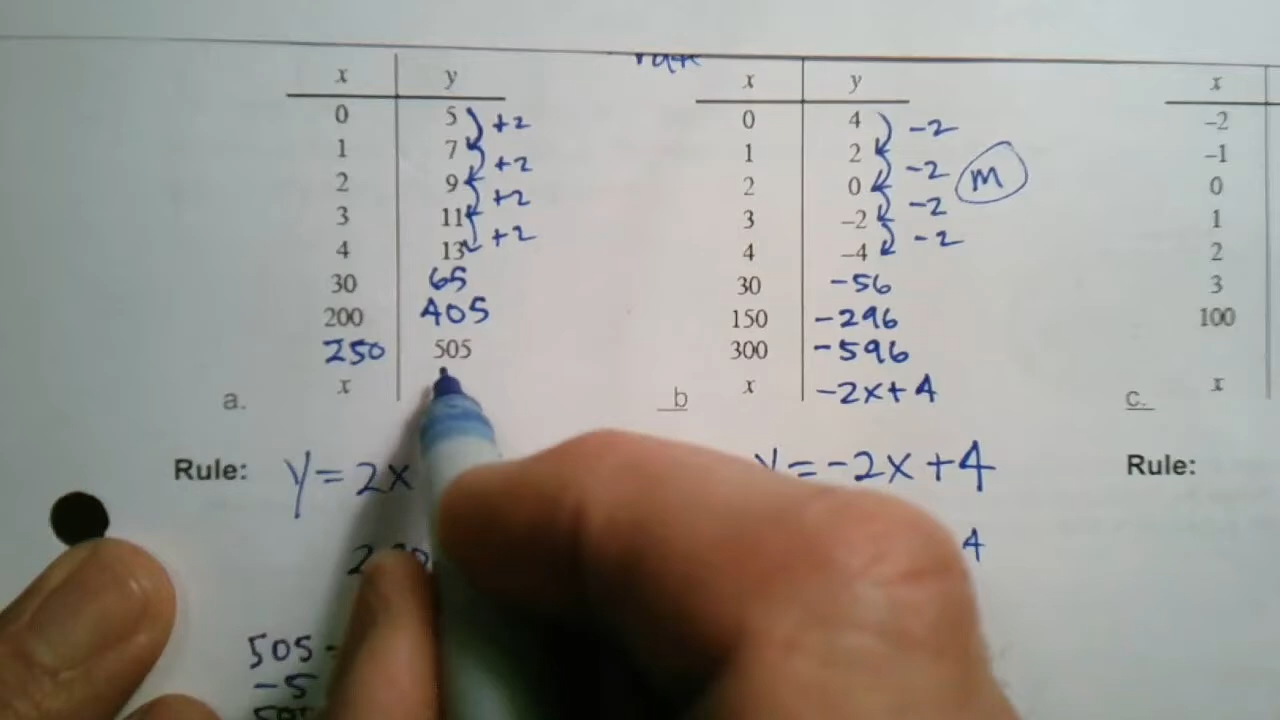 x y x y x
0 5 +2 0 4 -2 -2
1 7 +2 1 2 -2 m -1
2 9 +2 2 0 -2 0
3 11 +2 3 -2 -2 1
4 13 4 -4 2
30 65 30 -56 3
200 405 150 -296 100
250 505 300 -596
x x -2x+4 x
a. b c.
Rule: y=2x y=-2x+4 Rule:
4
505
-5